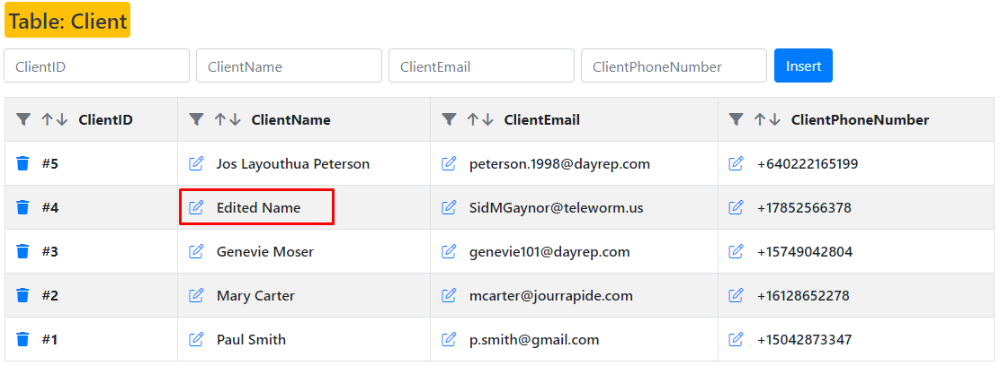 Table: Client
ClientID ClientName ClientEmail ClientPhoneNumber Insert
ClientID ClientName ClientEmail ClientPhoneNumber
#5 Jos Layouthua Peterson peterson.1998@dayrep.com +640222165199
#4 Edited Name SidMGaynor@teleworm.us +17852566378
#3 Genevie Moser genevie101@dayrep.com +15749042804
#2 Mary Carter mcarter@jourrapide.com +16128652278
#1 Paul Smith p.smith@gmail.com +15042873347